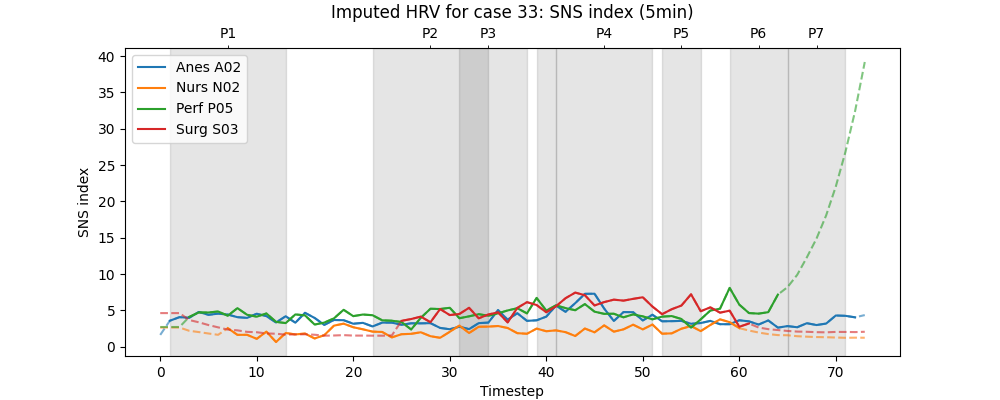 Imputed HRV for case 33: SNS index (5min)
P1 P2 P3 P4 P5 P6 P7
40
35
30
25
20
15
10
5
0
SNS index
Anes A02
Nurs N02
Perf P05
Surg S03
0 10 20 30 40 50 60 70
Timestep